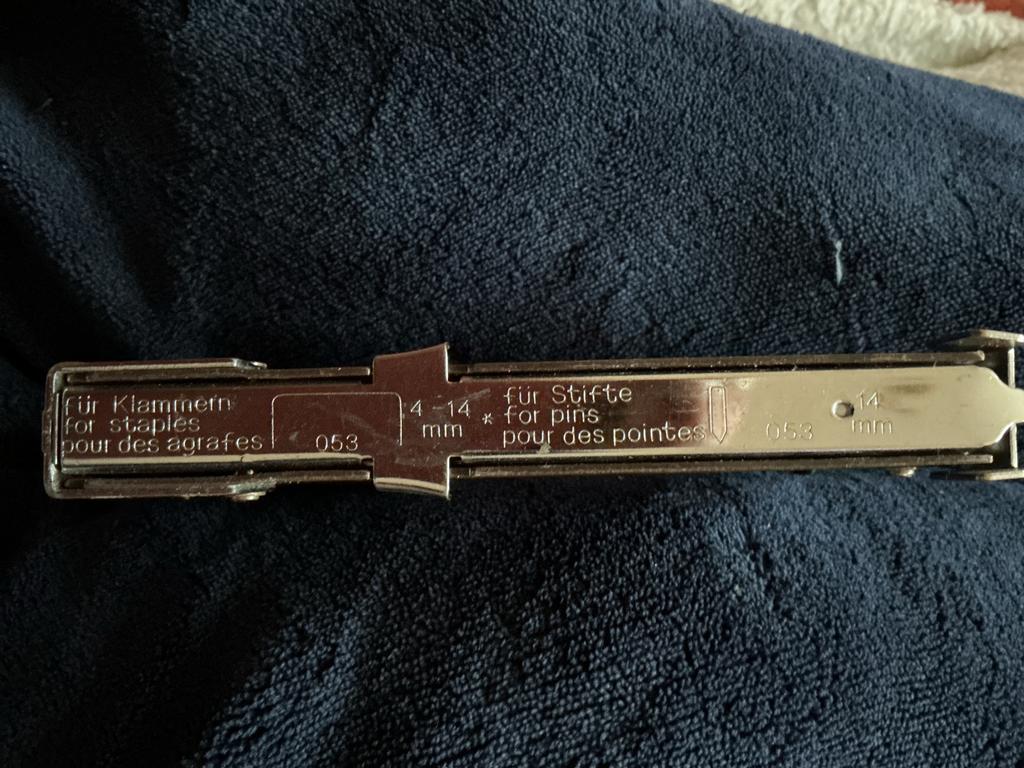 für Klammern
for staples
pour des agrafes
053
4-14
mm
*
für Stifte
for pins
pour des pointes
053
14
mm